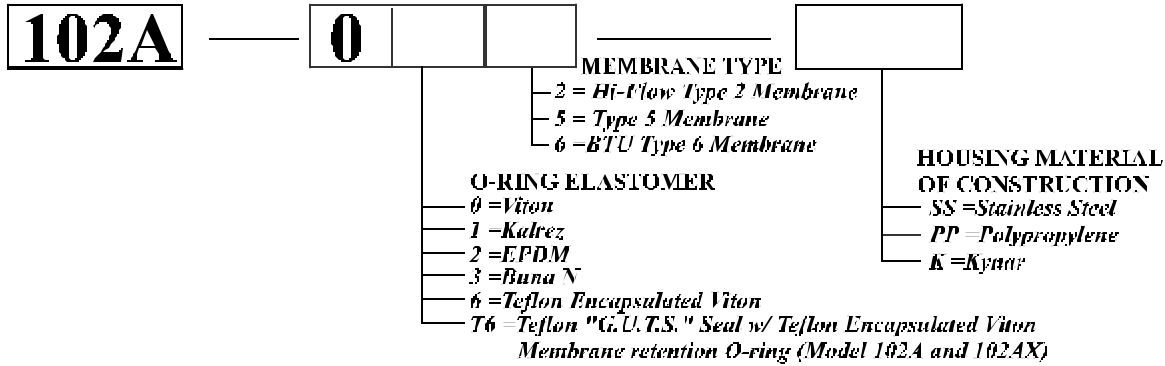 102A 0
MEMBRANE TYPE
2 = Hi-Flow Type 2 Membrane
5 = Type 5 Membrane
6 =BTU Type 6 Membrane
HOUSING MATERIAL
OF CONSTRUCTION
SS =Stainless Steel
PP =Polypropylene
K =Kynar
O-RING ELASTOMER
0 =Viton
1 =Kalrez
2 =EPDM
3 =Buna N
6 =Teflon Encapsulated Viton
T6 =Teflon "G.U.T.S." Seal w/ Teflon Encapsulated Viton
Membrane retention O-ring (Model 102A and 102AX)